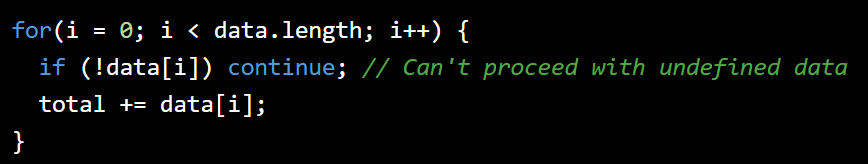 for(i = 0; i < data.length; i++) {
  if (!data[i]) continue; // Can't proceed with undefined data
  total += data[i];
}